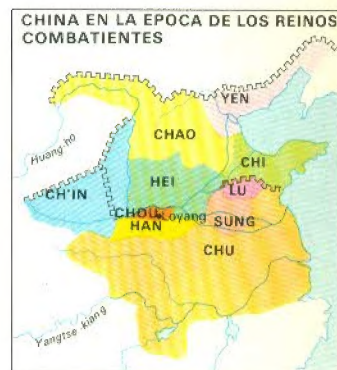 CHINA EN LA EPOCA DE LOS REINOS
COMBATIENTES
YEN
CHAO
Huang ho
CHI
HEI
LU
CH'IN
CHOU
Loyang
SUNG
HAN
CHU
Yangtse kiang